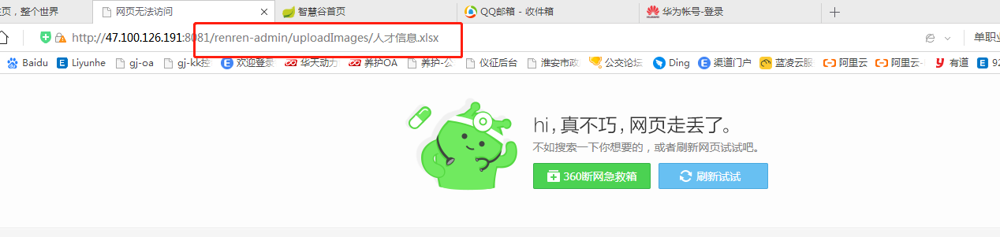 主页，整个世界 网页无法访问 智慧谷首页 QQ邮箱 - 收件箱 华为帐号-登录
http://47.100.126.191:8081/renren-admin/uploadImages/人才信息.xlsx 单职业
Baidu Liyunhe gj-oa gj-kk控 欢迎登录 华天动力 养护OA 养护-公 仪征后台 淮安市政 公交论坛 Ding 渠道门户 蓝凌云服 阿里云 阿里云- 有道 92
hi，真不巧，网页走丢了。
不如搜索一下你想要的，或者刷新网页试试吧。
360断网急救箱 刷新试试